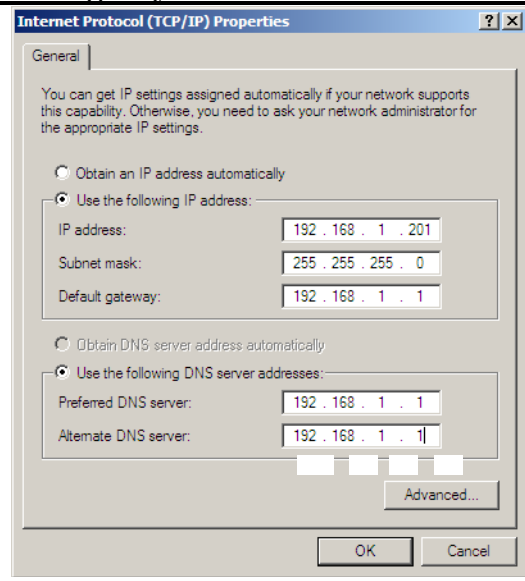 Internet Protocol (TCP/IP) Properties
General
You can get IP settings assigned automatically if your network supports
this capability. Otherwise, you need to ask your network administrator for
the appropriate IP settings.
Obtain an IP address automatically
Use the following IP address:
IP address: 192 . 168 . 1 . 201
Subnet mask: 255 . 255 . 255 . 0
Default gateway: 192 . 168 . 1 . 1
Obtain DNS server address automatically
Use the following DNS server addresses:
Preferred DNS server: 192 . 168 . 1 . 1
Alternate DNS server: 192 . 168 . 1 . 1
Advanced...
OK Cancel